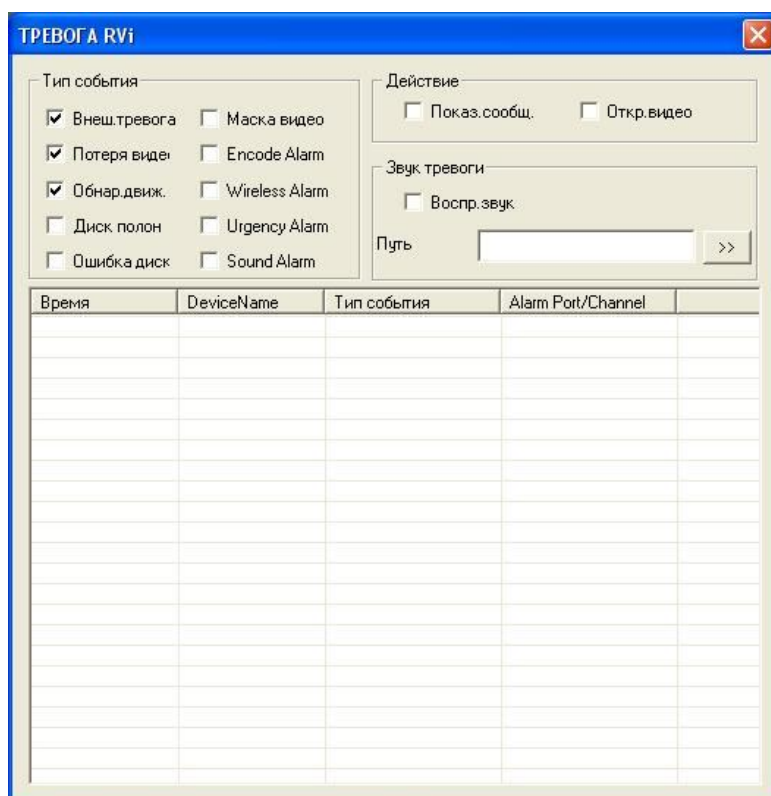 ТРЕВОГА RVi
Тип события
Внеш.тревога
Маска видео
Потеря видео
Encode Alarm
Обнар.движ.
Wireless Alarm
Диск полон
Urgency Alarm
Ошибка диск
Sound Alarm
Действие
Показ.сообщ.
Откр.видео
Звук тревоги
Воспр.звук
Путь
>>
Время DeviceName Тип события Alarm Port/Channel